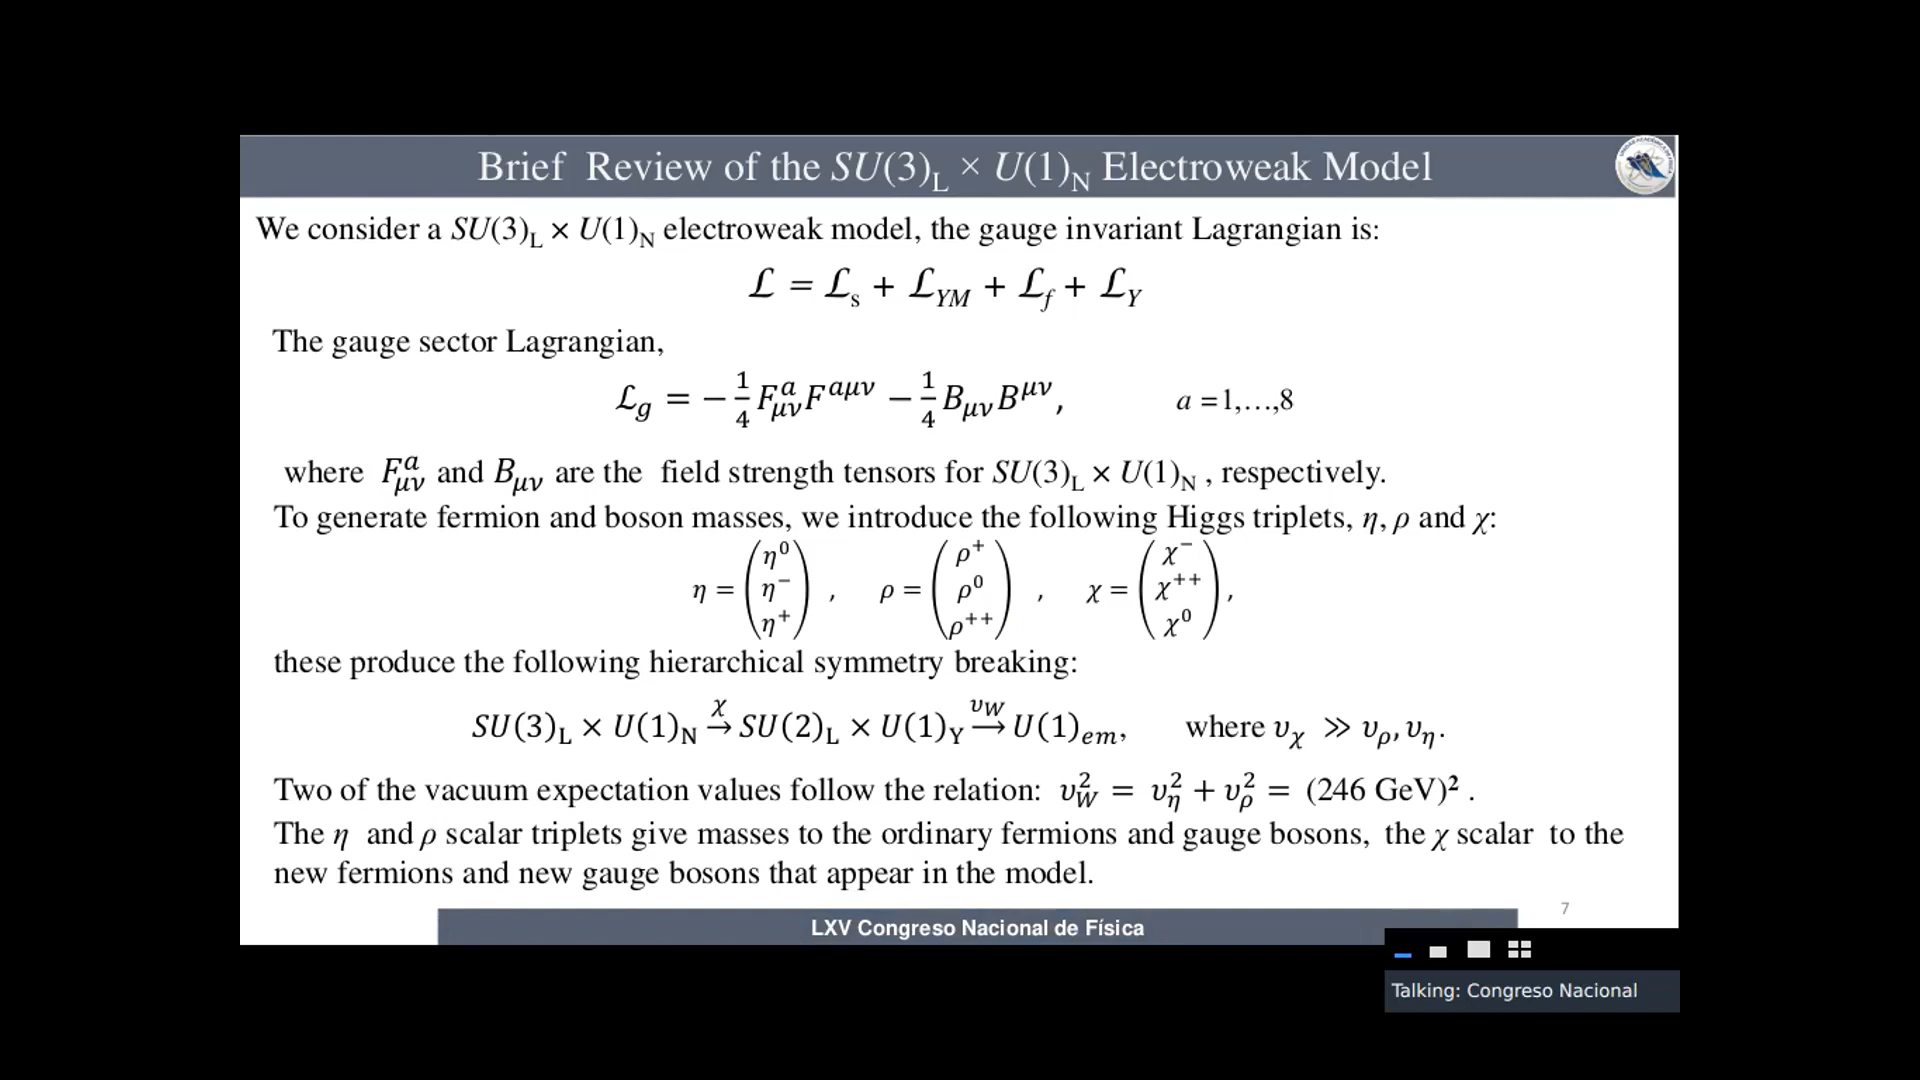 Brief Review of the SU(3)_L × U(1)_N Electroweak Model
We consider a SU(3)_L × U(1)_N electroweak model, the gauge invariant Lagrangian is:
ℒ = ℒ_s + ℒ_YM + ℒ_f + ℒ_Y
The gauge sector Lagrangian,
ℒ_g = −1/4 F^a_μν F^aμν − 1/4 B_μν B^μν, a =1,…,8
where F^a_μν and B_μν are the field strength tensors for SU(3)_L × U(1)_N , respectively.
To generate fermion and boson masses, we introduce the following Higgs triplets, η, ρ and χ:
η = (η^0 η^− η^+) , ρ = (ρ^+ ρ^0 ρ^++) , χ = (χ^− χ^++ χ^0) ,
these produce the following hierarchical symmetry breaking:
SU(3)_L × U(1)_N →^χ SU(2)_L × U(1)_Y →^υ_W U(1)_em, where υ_χ ≫ υ_ρ, υ_η.
Two of the vacuum expectation values follow the relation: υ_W^2 = υ_η^2 + υ_ρ^2 = (246 GeV)² .
The η and ρ scalar triplets give masses to the ordinary fermions and gauge bosons, the χ scalar to the
new fermions and new gauge bosons that appear in the model.
7
LXV Congreso Nacional de Física
Talking: Congreso Nacional